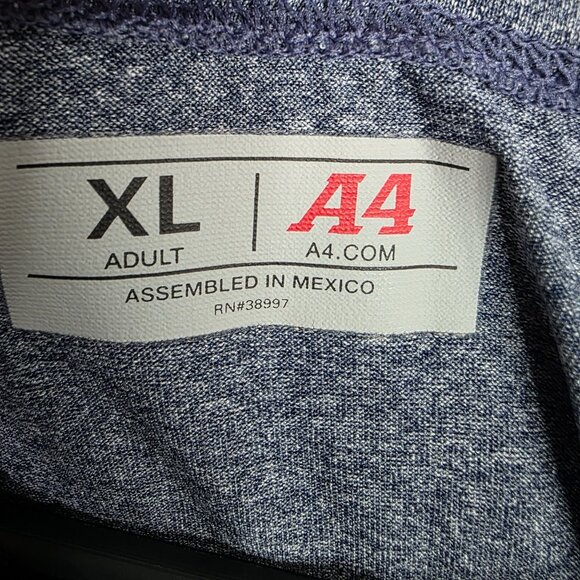 XL
ADULT
A4
A4.COM
ASSEMBLED IN MEXICO
RN#38997